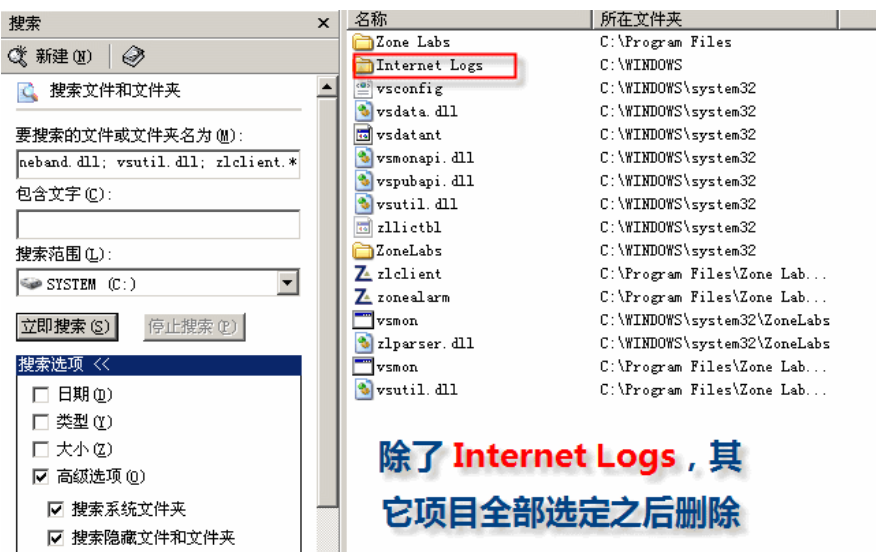 搜索
新建(N)
搜索文件和文件夹
要搜索的文件或文件夹名为(M):
neband.dll; vsutil.dll; zlclient.*
包含文字(C):
搜索范围(L):
SYSTEM (C:)
立即搜索(S) 停止搜索(P)
搜索选项 <<
日期(D)
类型(Y)
大小(Z)
高级选项(O)
搜索系统文件夹
搜索隐藏文件和文件夹
名称 所在文件夹
Zone Labs C:\Program Files
Internet Logs C:\WINDOWS
vsconfig C:\WINDOWS\system32
vsdata.dll C:\WINDOWS\system32
vsdatant C:\WINDOWS\system32
vsmonapi.dll C:\WINDOWS\system32
vspubapi.dll C:\WINDOWS\system32
vsutil.dll C:\WINDOWS\system32
zllictbl C:\WINDOWS\system32
ZoneLabs C:\WINDOWS\system32
zlclient C:\Program Files\Zone Lab...
zonealarm C:\Program Files\Zone Lab...
vsmon C:\WINDOWS\system32\ZoneLabs
zlparser.dll C:\WINDOWS\system32\ZoneLabs
vsmon C:\Program Files\Zone Lab...
vsutil.dll C:\Program Files\Zone Lab...
除了 Internet Logs，其
它项目全部选定之后删除